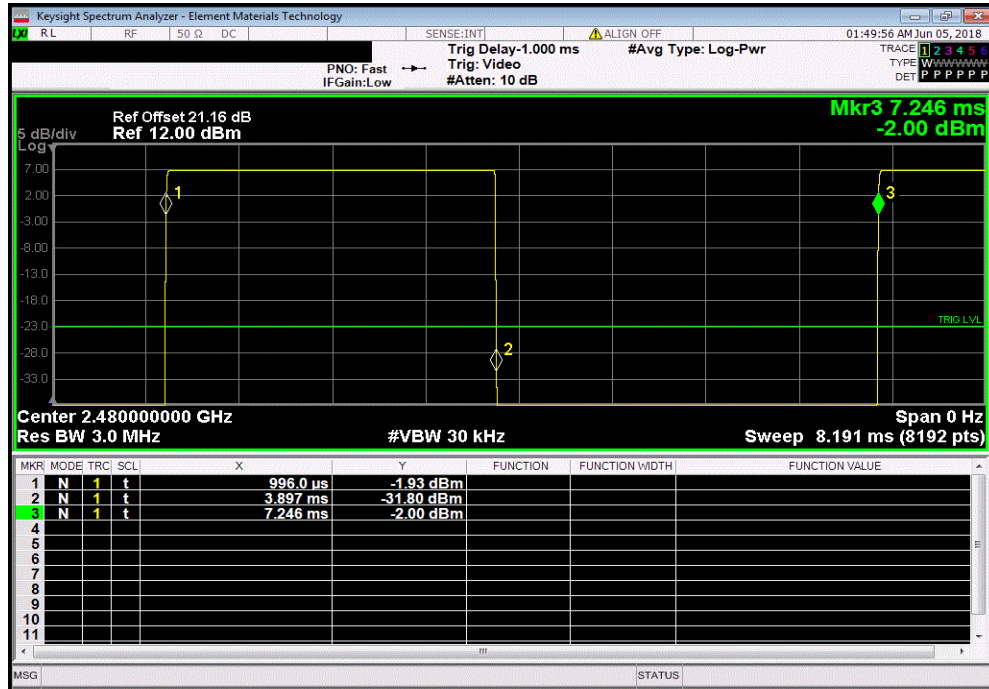 Keysight Spectrum Analyzer - Element Materials Technology
LXI RL RF 50 Ω DC SENSE:INT ALIGN OFF 01:49:56 AM Jun 05, 2018
Trig Delay-1.000 ms #Avg Type: Log-Pwr TRACE 1 2 3 4 5 6
PNO: Fast Trig: Video TYPE WWWWWW
IFGain:Low #Atten: 10 dB DET P P P P P P
Mkr3 7.246 ms
-2.00 dBm
Ref Offset 21.16 dB
5 dB/div Ref 12.00 dBm
Log
7.00
2.00
-3.00
-8.00
-13.0
-18.0
-23.0
-28.0
-33.0
1
2
3
TRIG LVL
Center 2.480000000 GHz Span 0 Hz
Res BW 3.0 MHz #VBW 30 kHz Sweep 8.191 ms (8192 pts)
MKR MODE TRC SCL X Y FUNCTION FUNCTION WIDTH FUNCTION VALUE
1 N 1 t 996.0 µs -1.93 dBm
2 N 1 t 3.897 ms -31.80 dBm
3 N 1 t 7.246 ms -2.00 dBm
4
5
6
7
8
9
10
11
MSG STATUS